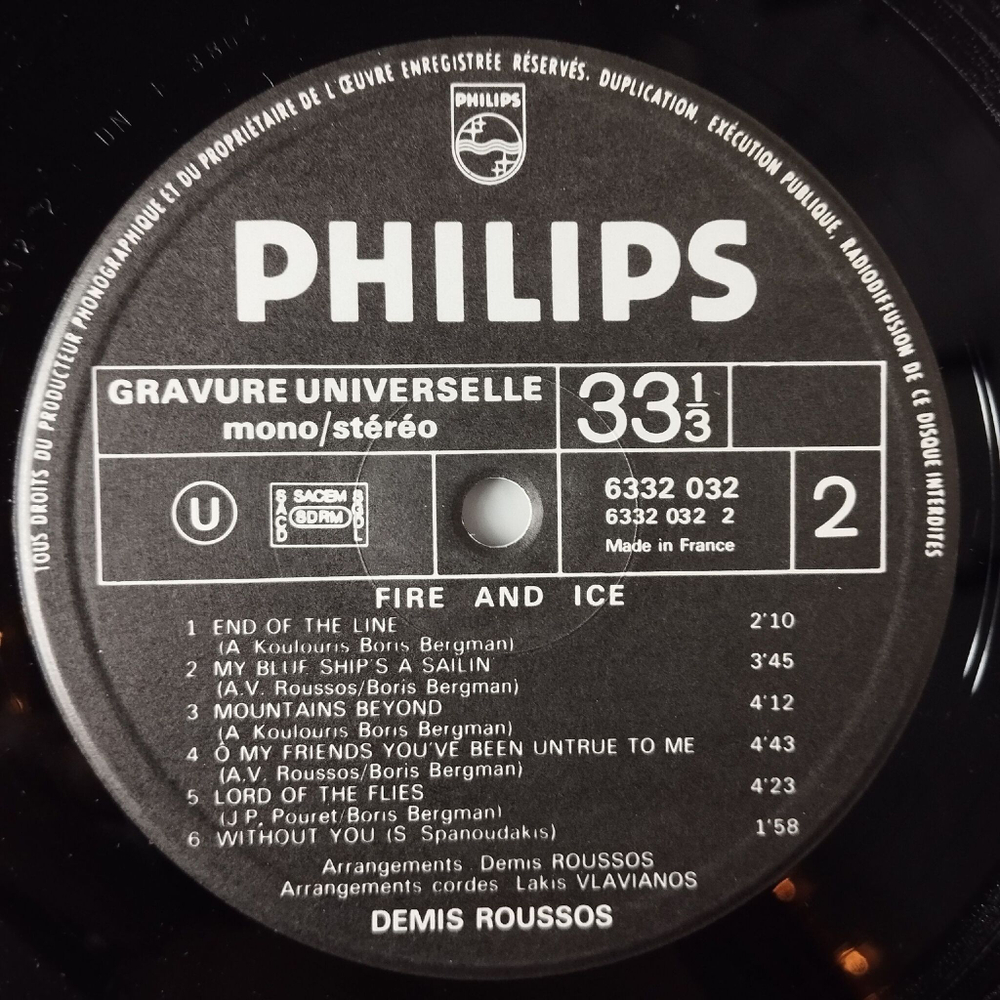 TOUS DROITS DU PRODUCTEUR PHONOGRAPHIQUE ET DU PROPRIÉTAIRE DE L'ŒUVRE ENREGISTRÉE RÉSERVÉS. DUPLICATION, EXÉCUTION PUBLIQUE, RADIODIFFUSION DE CE DISQUE INTERDITES
PHILIPS
PHILIPS
GRAVURE UNIVERSELLE
mono/stéréo
33 1/3
U
SACEM
SACD
SDRM
SGDL
6332 032
6332 032 2
Made in France
2
FIRE AND ICE
1 END OF THE LINE 2'10
(A Koulouris Boris Bergman)
2 MY BLUE SHIP'S A SAILIN' 3'45
(A.V. Roussos/Boris Bergman)
3 MOUNTAINS BEYOND 4'12
(A Koulouris Boris Bergman)
4 O MY FRIENDS YOU'VE BEEN UNTRUE TO ME 4'43
(A.V. Roussos/Boris Bergman)
5 LORD OF THE FLIES 4'23
(J P. Pouret/Boris Bergman)
6 WITHOUT YOU (S Spanoudakis) 1'58
Arrangements Demis ROUSSOS
Arrangements cordes Lakis VLAVIANOS
DEMIS ROUSSOS